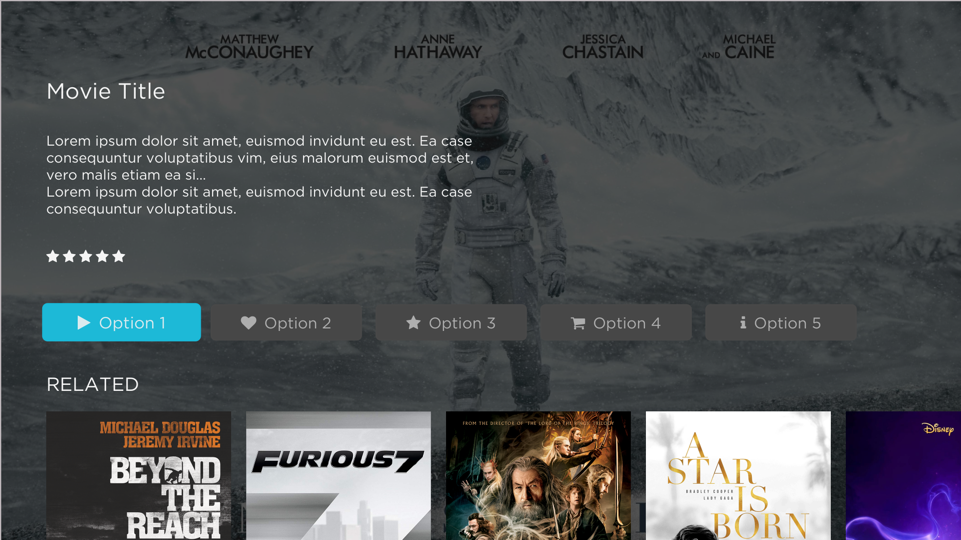 MATTHEW
McCONAUGHEY
ANNE
HATHAWAY
JESSICA
CHASTAIN
MICHAEL
AND CAINE
Movie Title
Lorem ipsum dolor sit amet, euismod invidunt eu est. Ea case
consequuntur voluptatibus vim, eius malorum euismod est et,
vero malis etiam ea si...
Lorem ipsum dolor sit amet, euismod invidunt eu est. Ea case
consequuntur voluptatibus.
Option 1
Option 2
Option 3
Option 4
Option 5
RELATED
MICHAEL DOUGLAS
JEREMY IRVINE
BEYOND
THE
REACH
FURIOUS 7
FROM THE DIRECTOR OF "THE LORD OF THE RINGS" TRILOGY
A
STAR
BRADLEY COOPER
LADY GAGA
IS
BORN
Disney